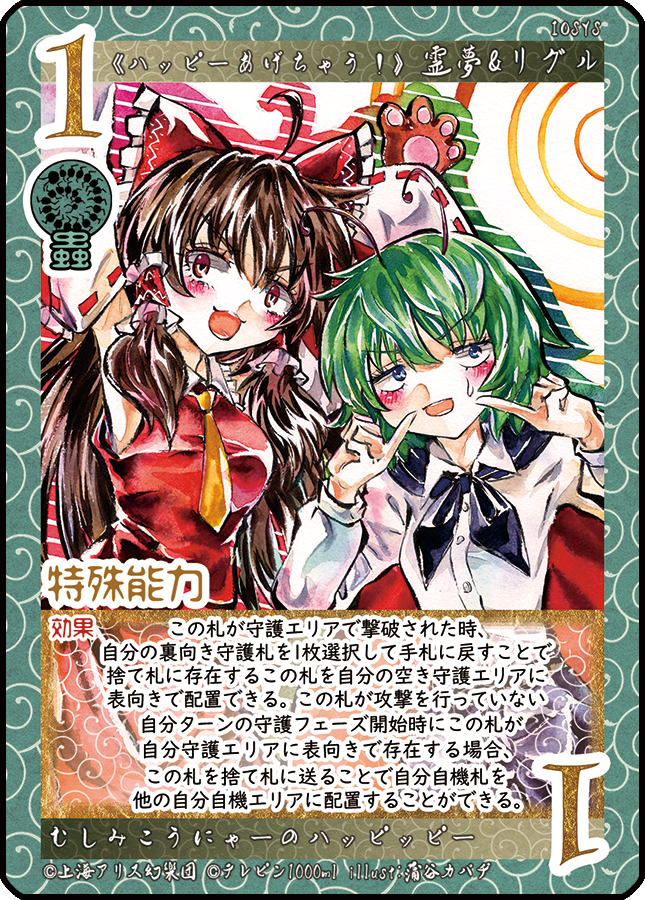 IOSYS
1
《ハッピーあげちゃう！》 霊夢&リグル
蟲
特殊能力
効果
この札が守護エリアで撃破された時、
自分の裏向き守護札を1枚選択して手札に戻すことで
捨て札に存在するこの札を自分の空き守護エリアに
表向きで配置できる。この札が攻撃を行っていない
自分ターンの守護フェーズ開始時にこの札が
自分守護エリアに表向きで存在する場合、
この札を捨て札に送ることで自分自機札を
他の自分自機エリアに配置することができる。
1
むしみこうにゃーのハッピッピー
©上海アリス幻樂団 ©テレピン1000ml illust:蒲谷カバヂ